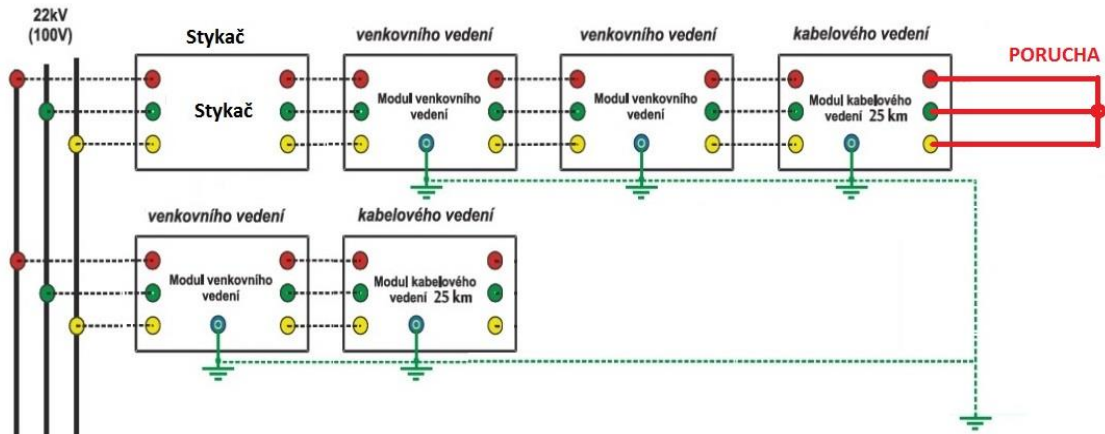 22kV
(100V)
Stykač
venkovního vedení
venkovního vedení
kabelového vedení
PORUCHA
Stykač
Modul venkovního
vedení
Modul venkovního
vedení
Modul kabelového
vedení 25 km
venkovního vedení
kabelového vedení
Modul venkovního
vedení
Modul kabelového
vedení 25 km